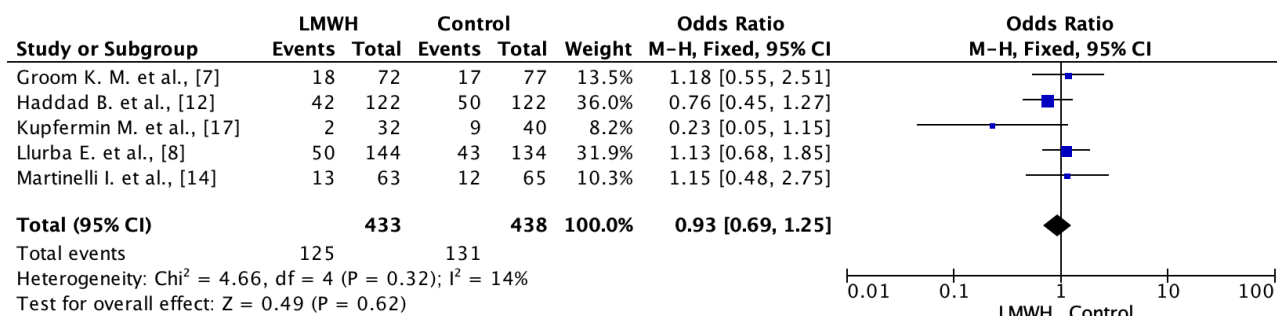 LMWH Control Odds Ratio Odds Ratio
Study or Subgroup Events Total Events Total Weight M-H, Fixed, 95% CI M-H, Fixed, 95% CI
Groom K. M. et al., [7] 18 72 17 77 13.5% 1.18 [0.55, 2.51]
Haddad B. et al., [12] 42 122 50 122 36.0% 0.76 [0.45, 1.27]
Kupfermin M. et al., [17] 2 32 9 40 8.2% 0.23 [0.05, 1.15]
Llurba E. et al., [8] 50 144 43 134 31.9% 1.13 [0.68, 1.85]
Martinelli I. et al., [14] 13 63 12 65 10.3% 1.15 [0.48, 2.75]
Total (95% CI) 433 438 100.0% 0.93 [0.69, 1.25]
Total events 125 131
Heterogeneity: Chi² = 4.66, df = 4 (P = 0.32); I² = 14%
Test for overall effect: Z = 0.49 (P = 0.62)
0.01 0.1 1 10 100
LMWH Control